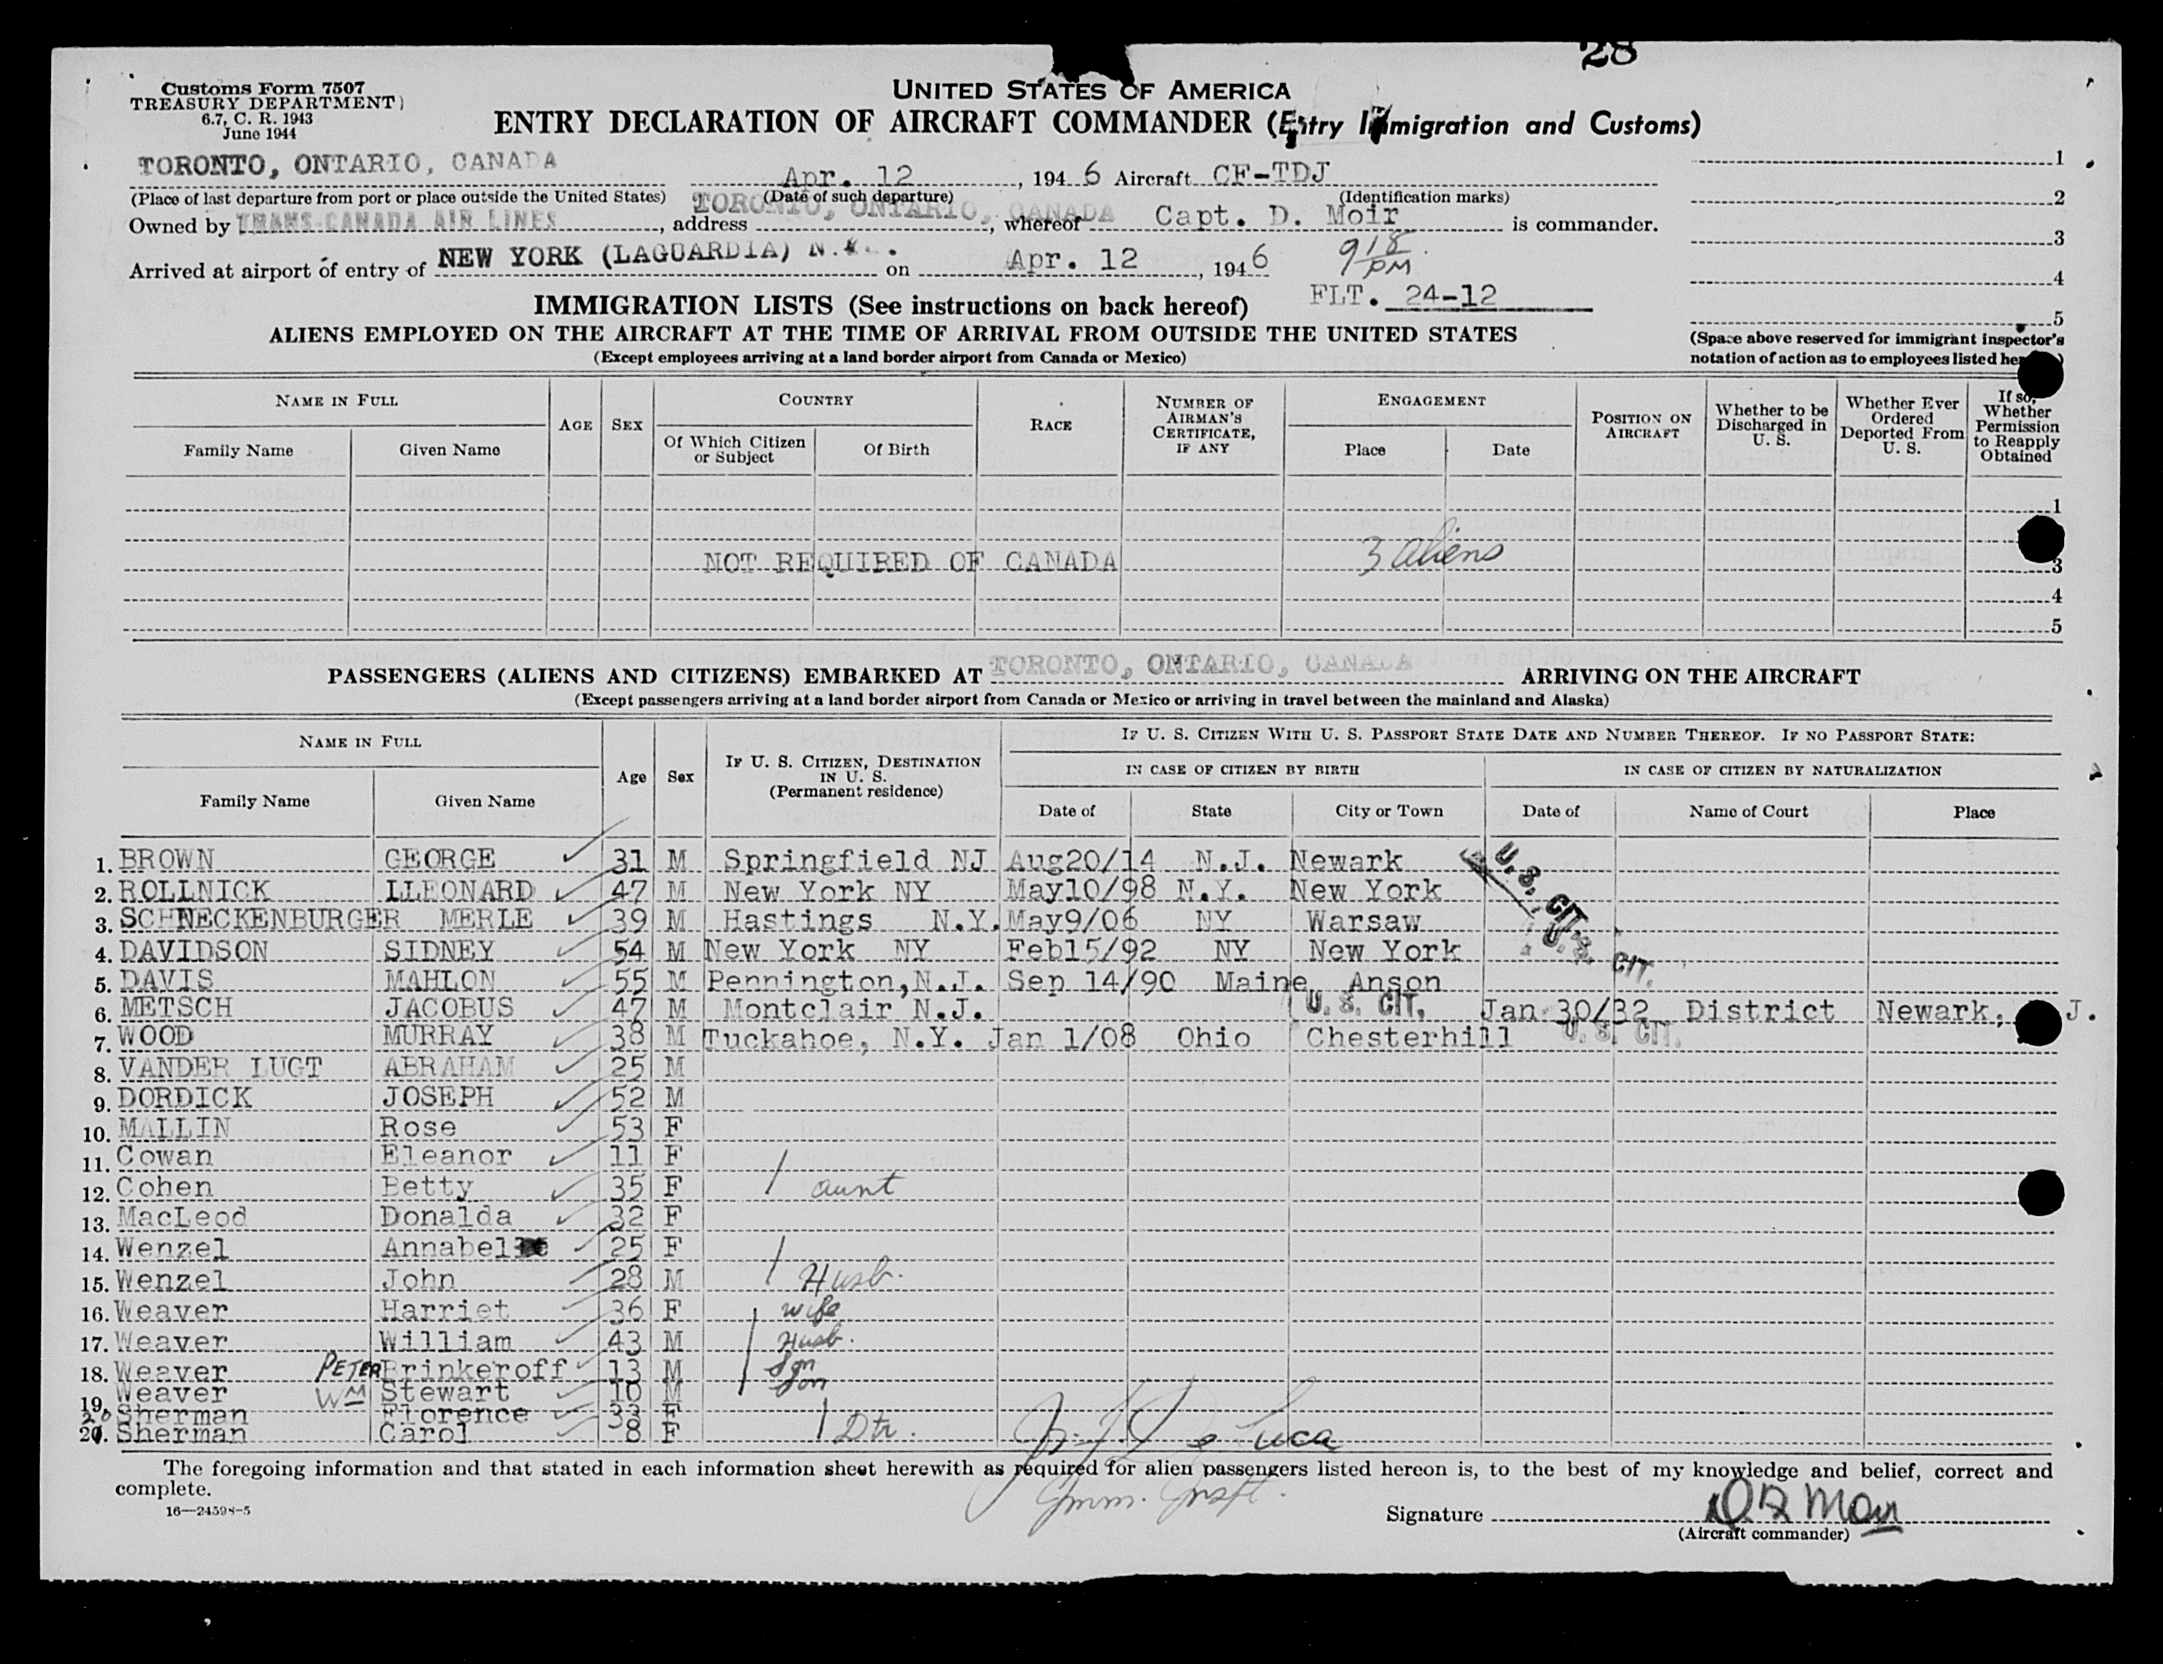 28
Customs Form 7507
TREASURY DEPARTMENT
6.7, C. R. 1943
June 1944
UNITED STATES OF AMERICA
ENTRY DECLARATION OF AIRCRAFT COMMANDER (Entry Immigration and Customs)
TORONTO, ONTARIO, CANADA Apr. 12, 1946 Aircraft CF-TDJ
(Place of last departure from port or place outside the United States) (Date of such departure) (Identification marks)
Owned by TRANS-CANADA AIR LINES, address TORONTO, ONTARIO, CANADA, whereof Capt. D. Moir is commander.
Arrived at airport of entry of NEW YORK (LAGUARDIA) N.Y. on Apr. 12, 1946 9 18 PM
FLT. 24-12
1
2
3
4
5
(Space above reserved for immigrant inspector's
notation of action as to employees listed
IMMIGRATION LISTS (See instructions on back hereof)
ALIENS EMPLOYED ON THE AIRCRAFT AT THE TIME OF ARRIVAL FROM OUTSIDE THE UNITED STATES
(Except employees arriving at a land border airport from Canada or Mexico)
NAME IN FULL
Family Name Given Name
AGE SEX
COUNTRY
Of Which Citizen or Subject Of Birth
RACE
NUMBER OF AIRMAN'S CERTIFICATE, IF ANY
ENGAGEMENT
Place Date
POSITION ON AIRCRAFT
Whether to be Discharged in U. S.
Whether Ever Ordered Deported From U. S.
If so, Whether Permission to Reapply Obtained
1
NOT REQUIRED OF CANADA 3 aliens 3
4
5
PASSENGERS (ALIENS AND CITIZENS) EMBARKED AT TORONTO, ONTARIO, CANADA ARRIVING ON THE AIRCRAFT
(Except passengers arriving at a land border airport from Canada or Mexico or arriving in travel between the mainland and Alaska)
NAME IN FULL
Family Name Given Name
Age Sex
IF U. S. CITIZEN, DESTINATION IN U. S.
(Permanent residence)
IF U. S. CITIZEN WITH U. S. PASSPORT STATE DATE AND NUMBER THEREOF. IF NO PASSPORT STATE:
IN CASE OF CITIZEN BY BIRTH IN CASE OF CITIZEN BY NATURALIZATION
Date of State City or Town Date of Name of Court Place
1. BROWN GEORGE 31 M Springfield NJ Aug20/14 N.J. Newark U. S. CIT.
2. ROLLNICK LLEONARD 47 M New York NY May10/98 N.Y. New York
3. SCHNECKENBURGER MERLE 39 M Hastings N.Y. May9/06 NY Warsaw
4. DAVIDSON SIDNEY 54 M New York NY Feb15/92 NY New York U. S. CIT.
5. DAVIS MAHLON 55 M Pennington, N.J. Sep 14/90 Maine Anson
6. METSCH JACOBUS 47 M Montclair N.J. U. S. CIT. Jan 30/32 District Newark, J.
7. WOOD MURRAY 38 M Tuckahoe, N.Y. Jan 1/08 Ohio Chesterhill U. S. CIT.
8. VANDER LUGT ABRAHAM 25 M
9. DORDICK JOSEPH 52 M
10. MALLIN Rose 53 F
11. Cowan Eleanor 11 F
12. Cohen Betty 35 F aunt
13. MacLeod Donalda 32 F
14. Wenzel Annabel 25 F
15. Wenzel John 28 M Husb.
16. Weaver Harriet 36 F wife
17. Weaver William 43 M Husb.
18. Weaver PETER Brinkeroff 13 M Son
19. Weaver Wm Stewart 10 M Son
20 Sherman Florence 33 F
21. Sherman Carol 8 F Dtr.
The foregoing information and that stated in each information sheet herewith as required for alien passengers listed hereon is, to the best of my knowledge and belief, correct and
complete.
Imm. Inspt.
16—24598-5
Signature
(Aircraft commander)